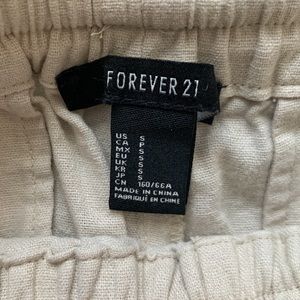 FOREVER 21
US S
CA P
MX S
EU S
UK S
KR S
JP S
CN 160/66A
MADE IN CHINA
FABRIQUÉ EN CHINE